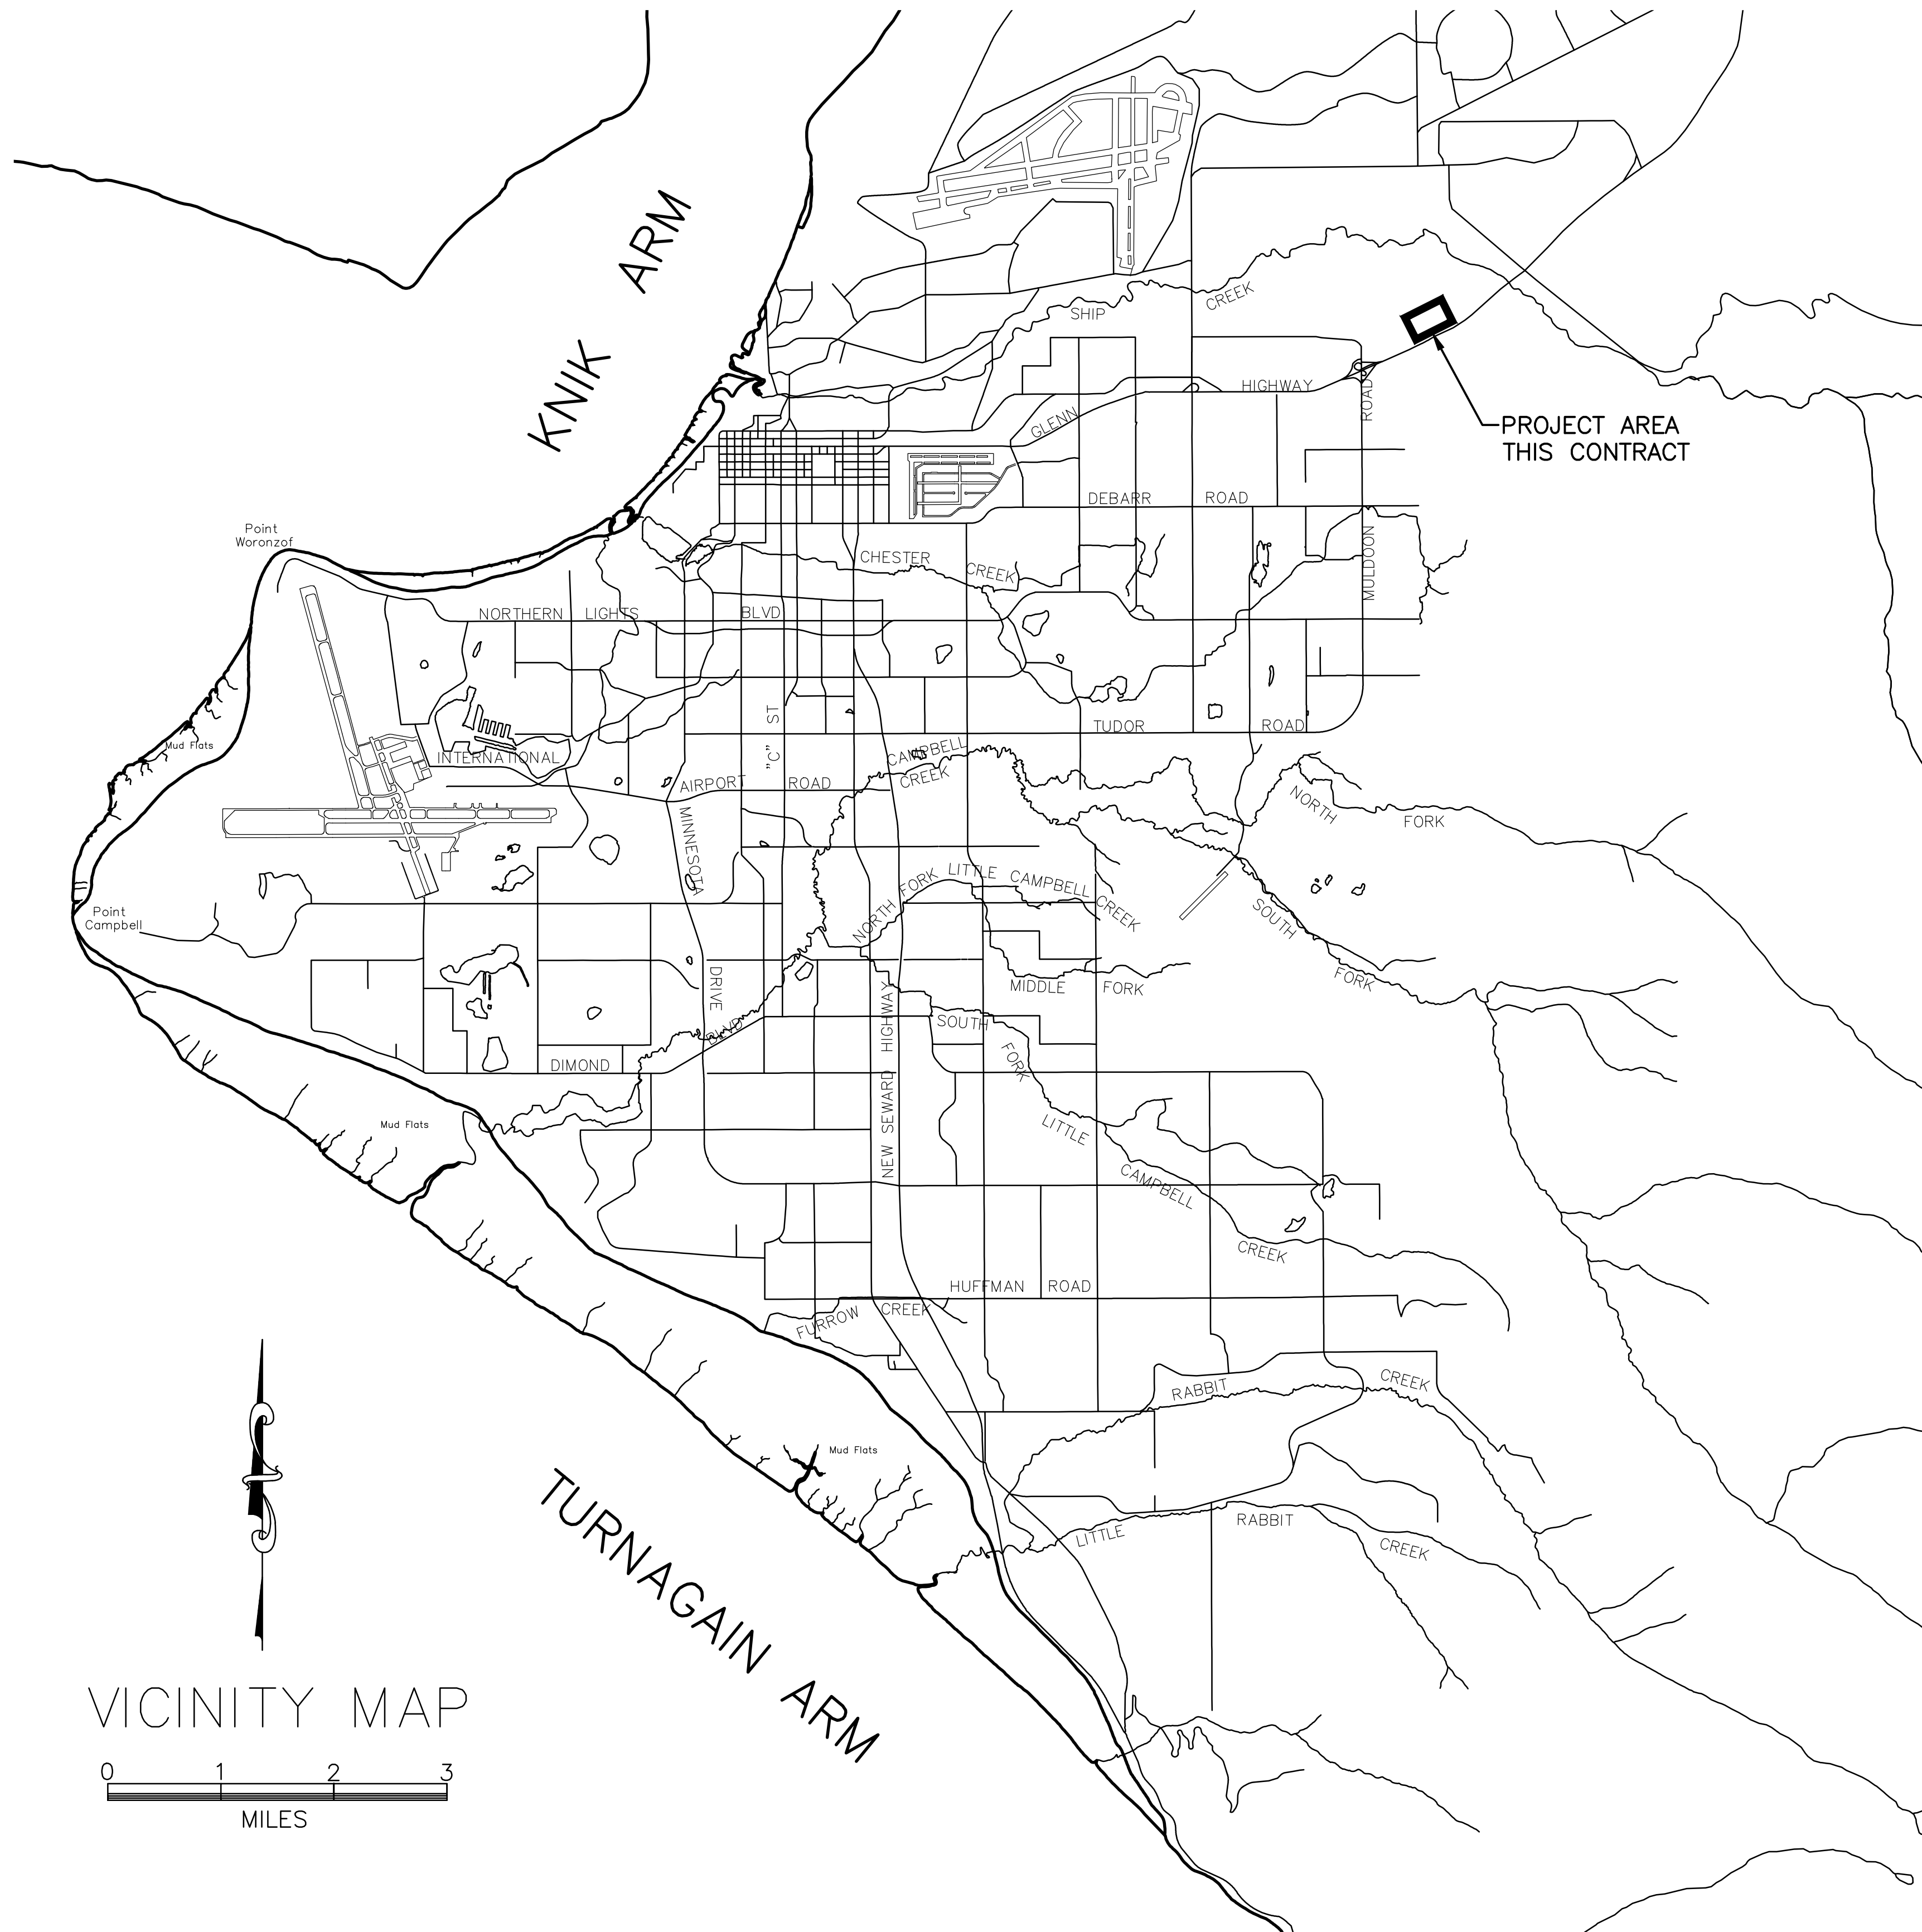 KNIK ARM
SHIP CREEK
GLENN HIGHWAY
MULDOON ROAD
PROJECT AREA
THIS CONTRACT
DEBARR ROAD
Point
Woronzof
CHESTER CREEK
NORTHERN LIGHTS BLVD
"C" ST
TUDOR ROAD
Mud Flats
INTERNATIONAL AIRPORT ROAD
CAMPBELL
CREEK
NORTH FORK
MINNESOTA DRIVE
NORTH FORK LITTLE CAMPBELL CREEK
SOUTH FORK
Point
Campbell
MIDDLE FORK
NEW SEWARD HIGHWAY
DIMOND BLVD
SOUTH FORK LITTLE CAMPBELL CREEK
Mud Flats
HUFFMAN ROAD
FURROW CREEK
RABBIT CREEK
Mud Flats
LITTLE RABBIT CREEK
TURNAGAIN ARM
VICINITY MAP
0 1 2 3
MILES